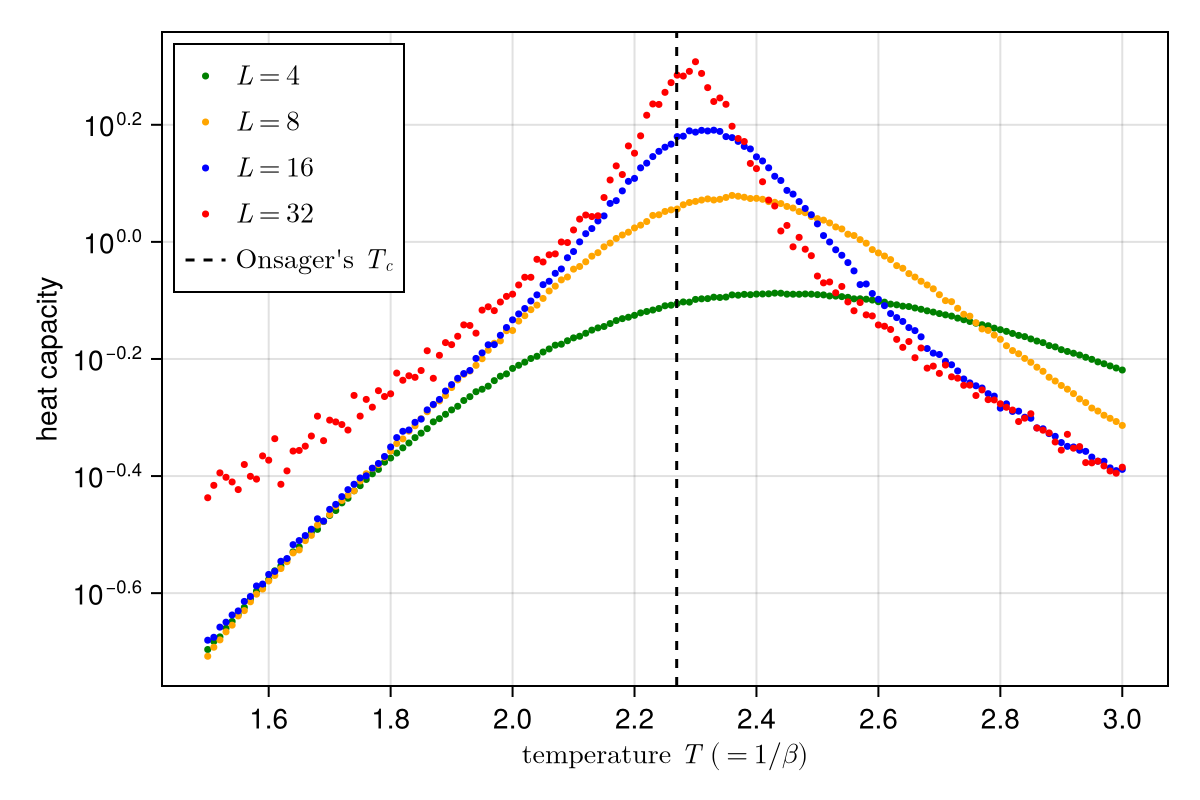 L = 4
L = 8
L = 16
L = 32
Onsager's T_c
heat capacity
10^0.2
10^0.0
10^−0.2
10^−0.4
10^−0.6
1.6 1.8 2.0 2.2 2.4 2.6 2.8 3.0
temperature T (= 1/β)